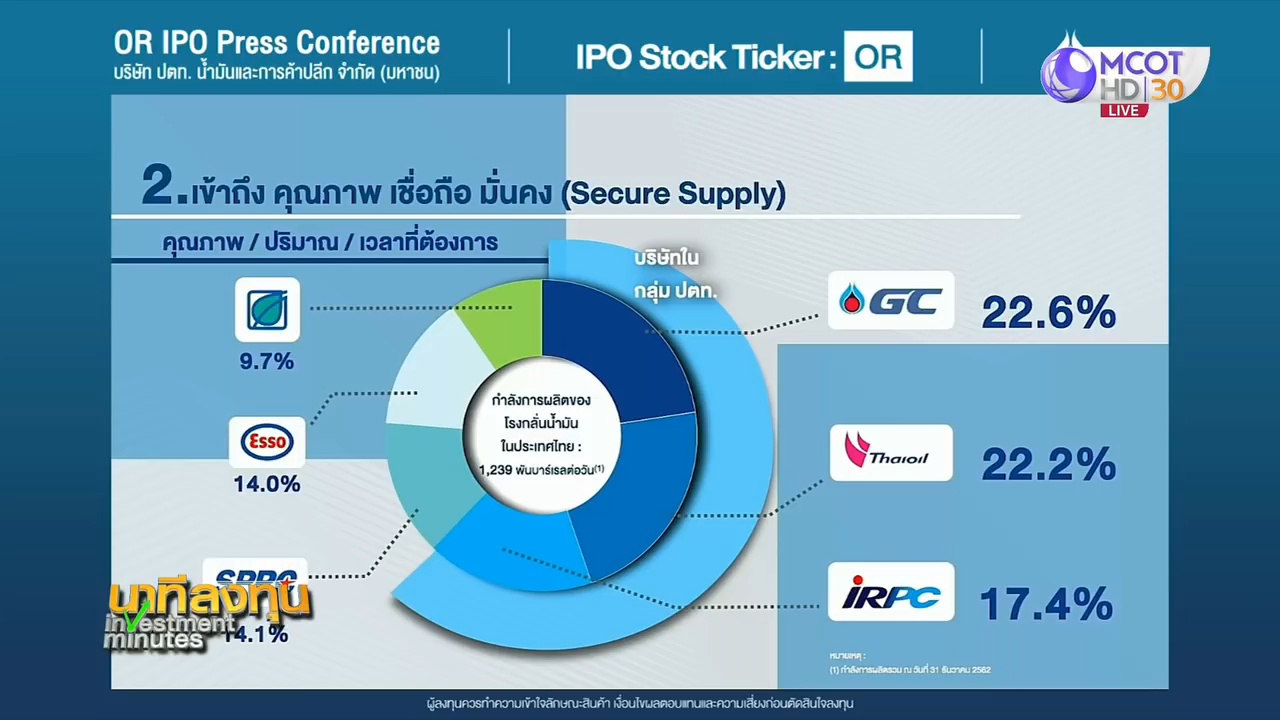 OR IPO Press Conference
บริษัท ปตท. น้ำมันและการค้าปลีก จำกัด (มหาชน)
IPO Stock Ticker : OR
MCOT
HD 30
LIVE
2.เข้าถึง คุณภาพ เชื่อถือ มั่นคง (Secure Supply)
คุณภาพ / ปริมาณ / เวลาที่ต้องการ
บริษัทใน
กลุ่ม ปตท.
9.7%
Esso
14.0%
SPRC
14.1%
กำลังการผลิตของ
โรงกลั่นน้ำมัน
ในประเทศไทย :
1,239 พันบาร์เรลต่อวัน(1)
GC
22.6%
Thaioil
22.2%
IRPC
17.4%
นาทีลงทุน
investment
minutes
หมายเหตุ :
(1) กำลังการผลิตรวม ณ วันที่ 31 ธันวาคม 2562
ผู้ลงทุนควรทำความเข้าใจลักษณะสินค้า เงื่อนไขผลตอบแทนและความเสี่ยงก่อนตัดสินใจลงทุน